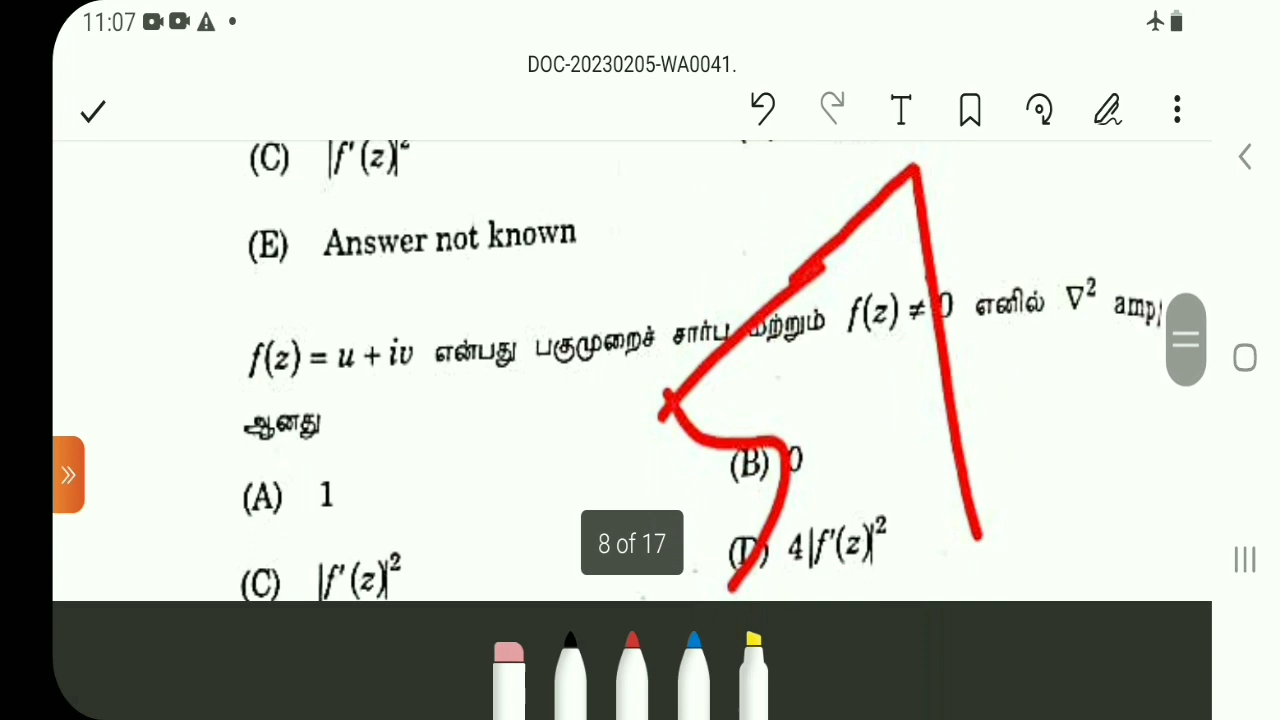 11:07
DOC-20230205-WA0041.
(C) |f'(z)|²
(E) Answer not known
f(z) = u + iv என்பது பகுமுறைச் சார்பு மற்றும் f(z) ≠ 0 எனில் ∇² amp
ஆனது
(A) 1
(B) 0
(C) |f'(z)|²
(D) 4|f'(z)|²
8 of 17